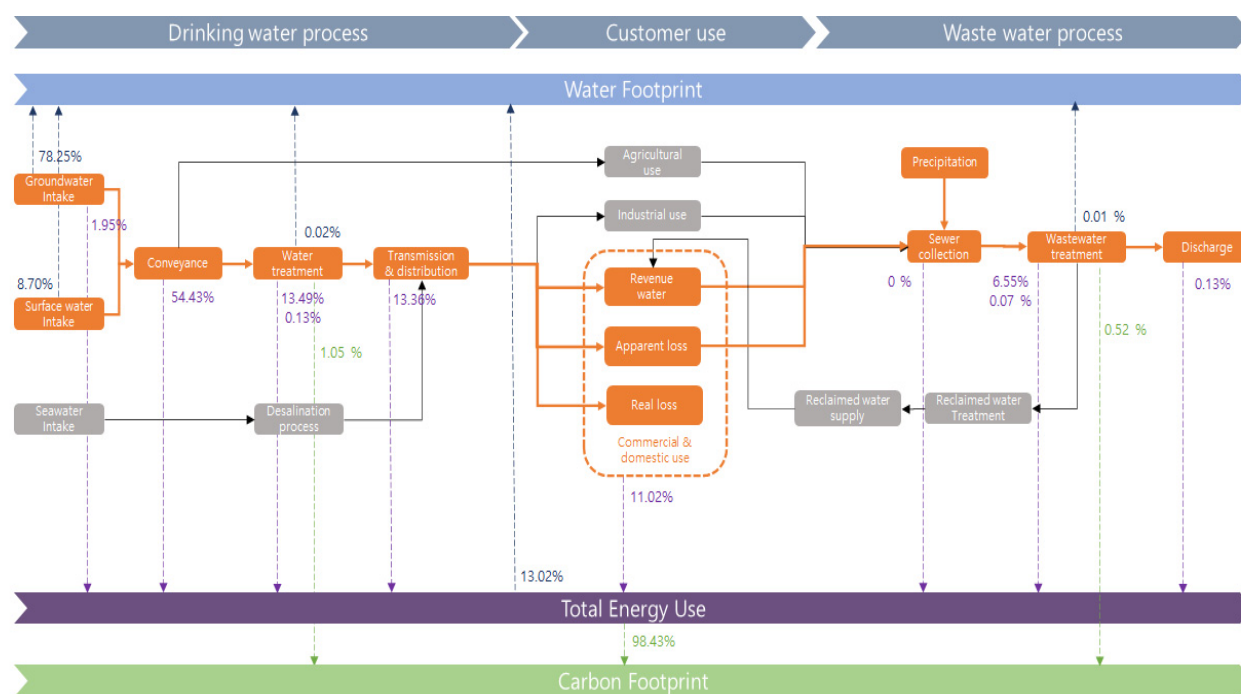 Drinking water process
Customer use
Waste water process
Water Footprint
78.25%
Agricultural
use
Precipitation
Groundwater
Intake
1.95%
Industrial use
0.02%
0.01 %
Conveyance
Water
treatment
Transmission
& distribution
Sewer
collection
Wastewater
treatment
Discharge
8.70%
54.43%
13.49%
0.13%
13.36%
Revenue
water
0 %
6.55%
0.07 %
0.13%
Surface water
Intake
1.05 %
Apparent loss
0.52 %
Seawater
Intake
Desalination
process
Real loss
Reclaimed water
supply
Reclaimed water
Treatment
Commercial &
domestic use
11.02%
13.02%
Total Energy Use
98.43%
Carbon Footprint